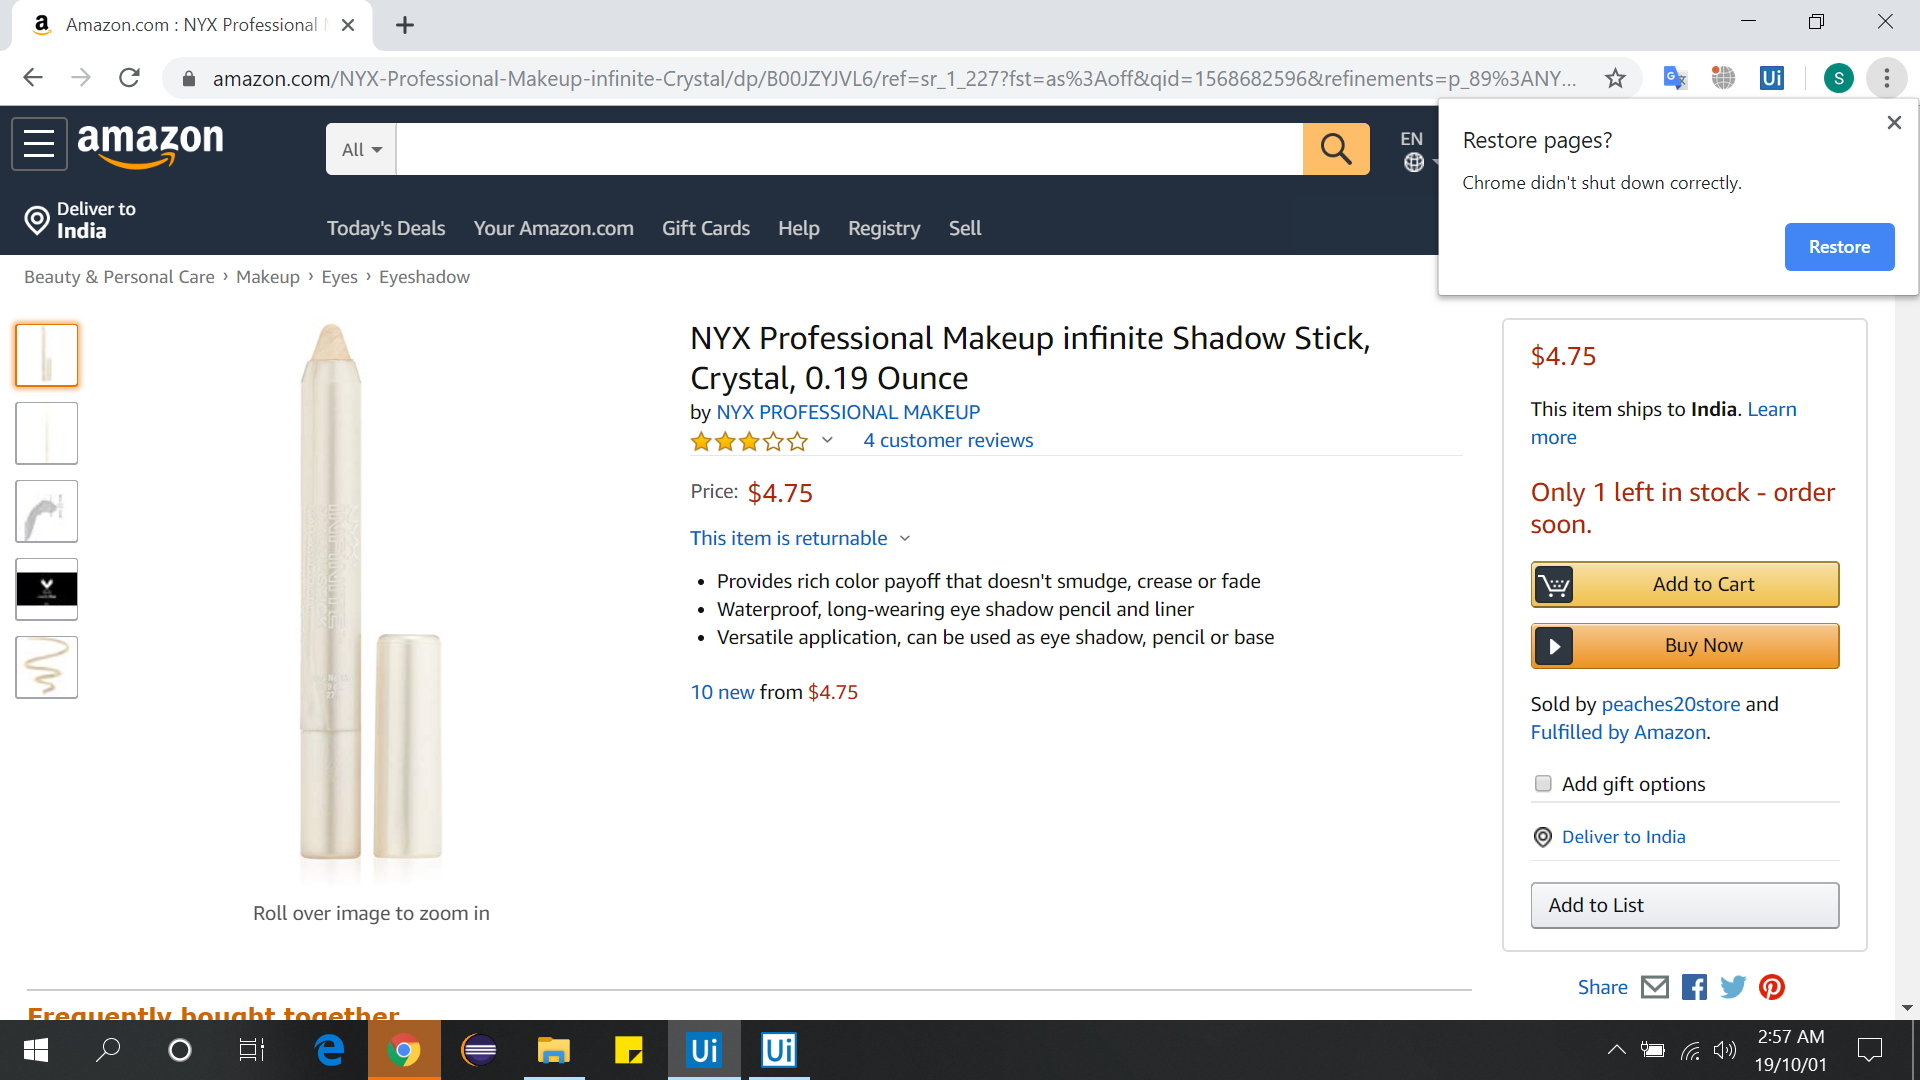 Amazon.com : NYX Professional
amazon.com/NYX-Professional-Makeup-infinite-Crystal/dp/B00JZYJVL6/ref=sr_1_227?fst=as%3Aoff&qid=1568682596&refinements=p_89%3ANY...
Ui
S
Restore pages?
Chrome didn't shut down correctly.
Restore
amazon
All
EN
Deliver to
India
Today's Deals
Your Amazon.com
Gift Cards
Help
Registry
Sell
Beauty & Personal Care › Makeup › Eyes › Eyeshadow
NYX Professional Makeup infinite Shadow Stick,
Crystal, 0.19 Ounce
by NYX PROFESSIONAL MAKEUP
4 customer reviews
Price: $4.75
This item is returnable
• Provides rich color payoff that doesn't smudge, crease or fade
• Waterproof, long-wearing eye shadow pencil and liner
• Versatile application, can be used as eye shadow, pencil or base
10 new from $4.75
Roll over image to zoom in
$4.75
This item ships to India. Learn
more
Only 1 left in stock - order
soon.
Add to Cart
Buy Now
Sold by peaches20store and
Fulfilled by Amazon.
Add gift options
Deliver to India
Add to List
Share
Frequently bought together
Ui
Ui
2:57 AM
19/10/01